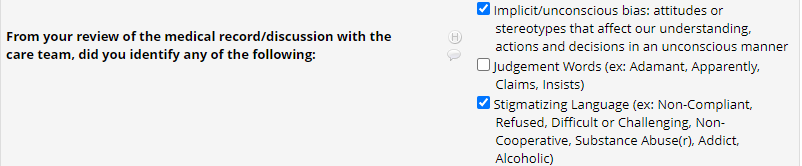 From your review of the medical record/discussion with the
care team, did you identify any of the following:
H
Implicit/unconscious bias: attitudes or
stereotypes that affect our understanding,
actions and decisions in an unconscious manner
Judgement Words (ex: Adamant, Apparently,
Claims, Insists)
Stigmatizing Language (ex: Non-Compliant,
Refused, Difficult or Challenging, Non-
Cooperative, Substance Abuse(r), Addict,
Alcoholic)